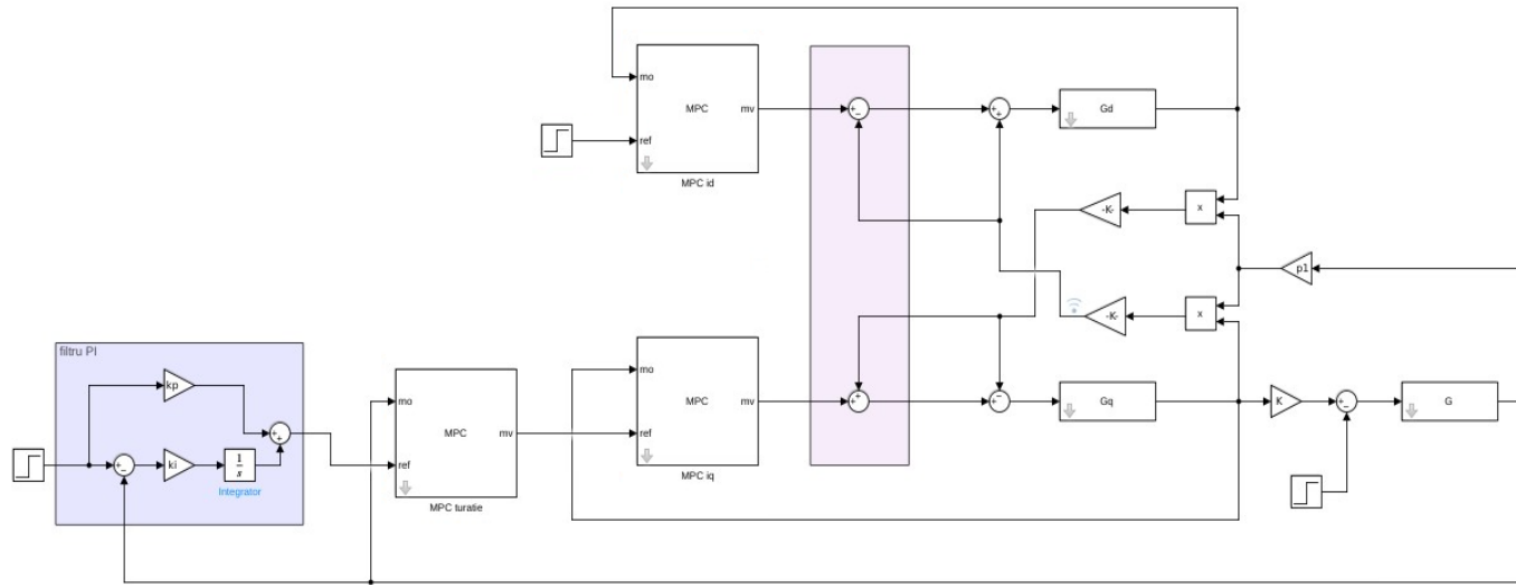 mo
MPC
mv
ref
MPC id
+
-
+
+
Gd
-K-
x
p1
-K-
x
filtru PI
kp
+
-
ki
1
s
Integrator
+
+
mo
MPC
mv
ref
MPC turatie
mo
MPC
mv
ref
MPC iq
+
+
+
-
Gq
K
+
-
G